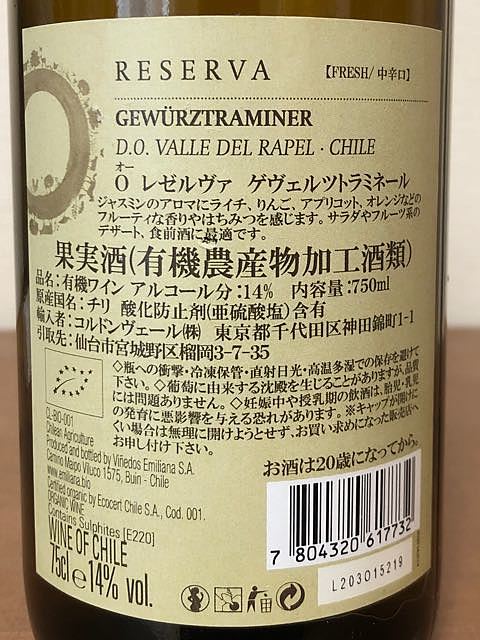 RESERVA
【FRESH/ 中辛口】
GEWÜRZTRAMINER
D.O. VALLE DEL RAPEL · CHILE
オー
O レゼルヴァ ゲヴェルツトラミネール
ジャスミンのアロマにライチ、りんご、アプリコット、オレンジなどの
フルーティな香りやはちみつを感じます。サラダやフルーツ系の
デザート、食前酒に最適です。
果実酒(有機農産物加工酒類)
品名:有機ワイン アルコール分:14% 内容量:750ml
原産国名:チリ 酸化防止剤(亜硫酸塩)含有
輸入者:コルドンヴェール(株) 東京都千代田区神田錦町1-1
引取先:仙台市宮城野区榴岡3-7-35
◇瓶への衝撃・冷凍保管・直射日光・高温多湿での保存を避けて
下さい。◇葡萄に由来する沈殿を生じることがありますが、品質
には問題ありません。◇妊娠中や授乳期の飲酒は、胎児・乳児
の発育に悪影響を与える恐れがあります。※キャップが開けに
くい場合は無理に開けようとせず、お買い求めになった販売店へ
お申し付け下さい。
お酒は20歳になってから。
CL-BIO-001
Chilean Agriculture
Produced and bottled by Viñedos Emiliana S.A.
Camino Maipo Viluco 1575, Buin - Chile
www.emiliana.bio
Certified organic by Ecocert Chile S.A., Cod. 001.
ORGANIC WINE
Contains Sulphites [E220]
WINE OF CHILE
75cl e 14% vol.
7 804320 617732
L203015219